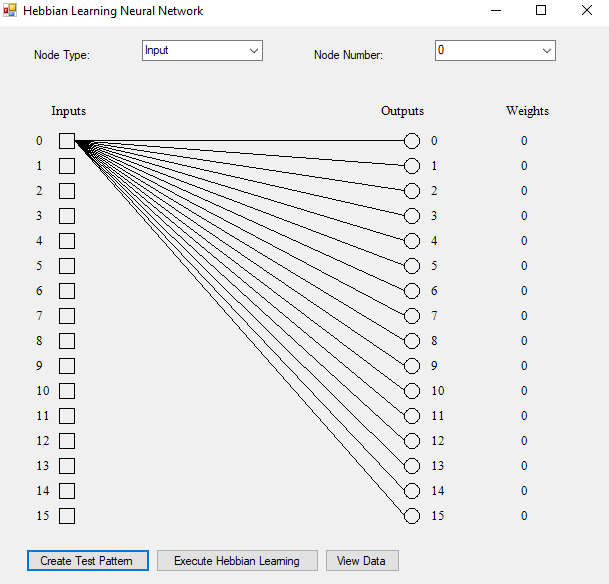 Hebbian Learning Neural Network
Node Type: Input Node Number: 0
Inputs Outputs Weights
0 0 0
1 1 0
2 2 0
3 3 0
4 4 0
5 5 0
6 6 0
7 7 0
8 8 0
9 9 0
10 10 0
11 11 0
12 12 0
13 13 0
14 14 0
15 15 0
Create Test Pattern Execute Hebbian Learning View Data